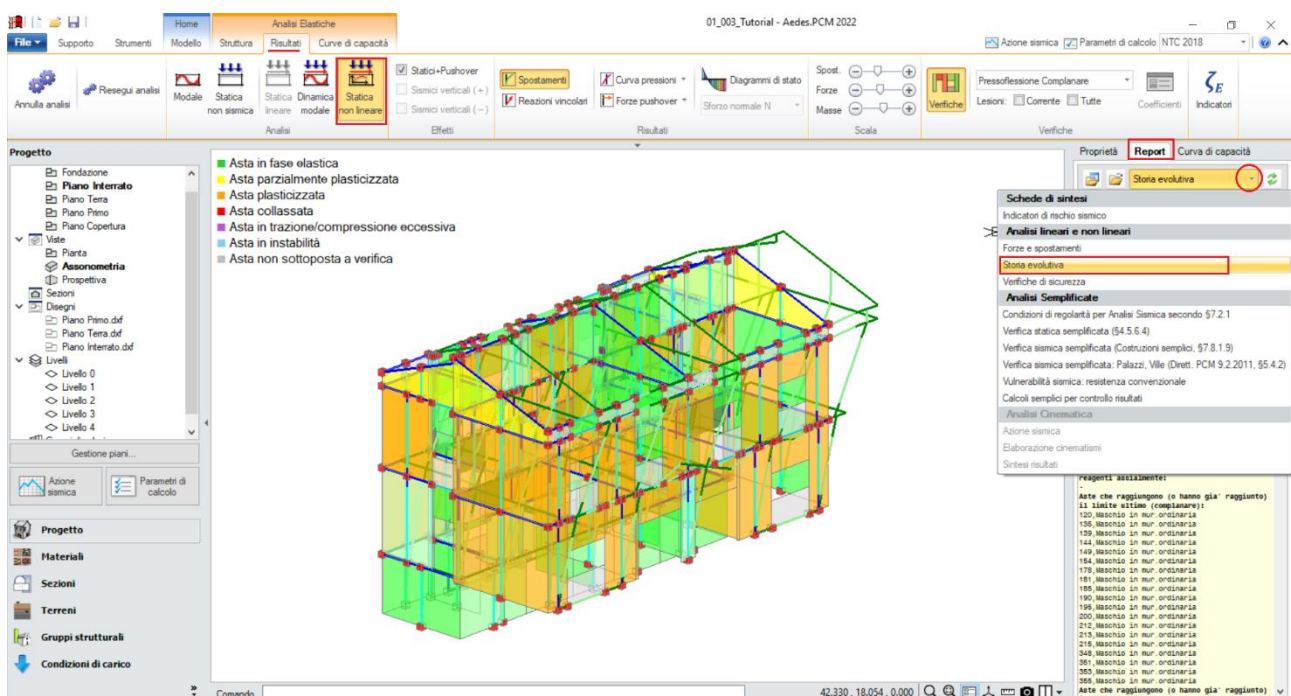 Home
Analisi Elastiche
01_003_Tutorial - Aedes.PCM 2022
File
Supporto
Strumenti
Modello
Struttura
Risultati
Curve di capacità
Azione sismica
Parametri di calcolo
NTC 2018
Annulla analisi
Riesegui analisi
Modale
Statica non sismica
Statica lineare
Dinamica modale
Statica non lineare
Analisi
Statici+Pushover
Sismici verticali (+)
Sismici verticali (−)
Effetti
Spostamenti
Reazioni vincolari
Curva pressioni
Forze pushover
Diagrammi di stato
Sforzo normale N
Risultati
Spost.
Forze
Masse
Scala
Verifiche
Pressoflessione Complanare
Lesioni:
Corrente
Tutte
Coefficienti
ζE
Indicatori
Verifiche
Progetto
Fondazione
Piano Interrato
Piano Terra
Piano Primo
Piano Copertura
Viste
Pianta
Assonometria
Prospettiva
Sezioni
Disegni
Piano Primo.dxf
Piano Terra.dxf
Piano Interrato.dxf
Livelli
Livello 0
Livello 1
Livello 2
Livello 3
Livello 4
Gestione piani...
Azione sismica
Parametri di calcolo
Progetto
Materiali
Sezioni
Terreni
Gruppi strutturali
Condizioni di carico
Asta in fase elastica
Asta parzialmente plasticizzata
Asta plasticizzata
Asta collassata
Asta in trazione/compressione eccessiva
Asta in instabilità
Asta non sottoposta a verifica
Comando
42.330 , 18.054 , 0.000
Proprietà
Report
Curva di capacità
Storia evolutiva
Schede di sintesi
Indicatori di rischio sismico
Analisi lineari e non lineari
Forze e spostamenti
Storia evolutiva
Verifiche di sicurezza
Analisi Semplificate
Condizioni di regolarità per Analisi Sismica secondo §7.2.1
Verifica statica semplificata (§4.5.6.4)
Verifica sismica semplificata (Costruzioni semplici, §7.8.1.9)
Verifica sismica semplificata: Palazzi, Ville (Dirett. PCM 9.2.2011, §5.4.2)
Vulnerabilità sismica: resistenza convenzionale
Calcoli semplici per controllo risultati
Analisi Cinematica
Azione sismica
Elaborazione cinematismi
Sintesi risultati
reagenti assialmente:
-
Aste che raggiungono (o hanno gia' raggiunto)
il limite ultimo (complanare):
120,Maschio in mur.ordinaria
135,Maschio in mur.ordinaria
139,Maschio in mur.ordinaria
144,Maschio in mur.ordinaria
149,Maschio in mur.ordinaria
154,Maschio in mur.ordinaria
178,Maschio in mur.ordinaria
181,Maschio in mur.ordinaria
185,Maschio in mur.ordinaria
190,Maschio in mur.ordinaria
195,Maschio in mur.ordinaria
200,Maschio in mur.ordinaria
212,Maschio in mur.ordinaria
213,Maschio in mur.ordinaria
215,Maschio in mur.ordinaria
348,Maschio in mur.ordinaria
351,Maschio in mur.ordinaria
353,Maschio in mur.ordinaria
355,Maschio in mur.ordinaria
Aste che raggiungono (o hanno gia' raggiunto)